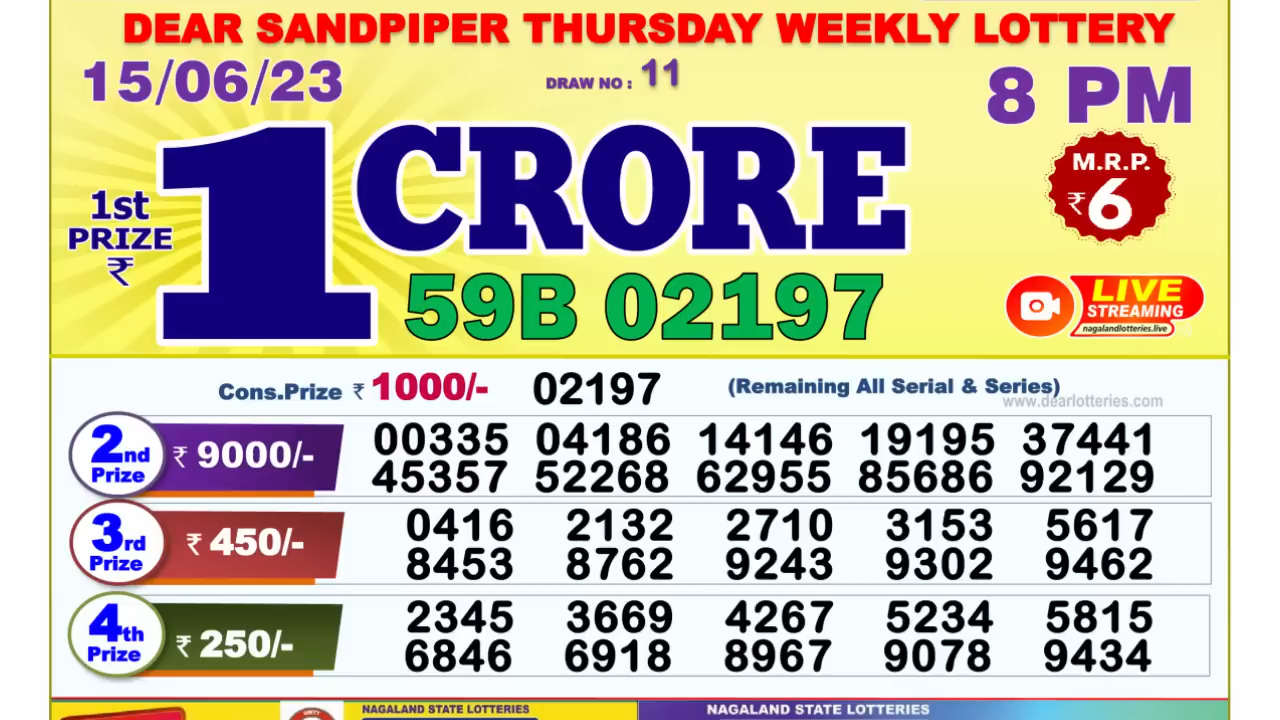 DEAR SANDPIPER THURSDAY WEEKLY LOTTERY
15/06/23
DRAW NO : 11
8 PM
M.R.P.
₹6
1st
PRIZE
₹
1 CRORE
59B 02197
LIVE
STREAMING
nagalandlotteries.live
Cons.Prize ₹ 1000/- 02197 (Remaining All Serial & Series)
www.dearlotteries.com
2nd
Prize
₹ 9000/-
00335 04186 14146 19195 37441
45357 52268 62955 85686 92129
3rd
Prize
₹ 450/-
0416 2132 2710 3153 5617
8453 8762 9243 9302 9462
4th
Prize
₹ 250/-
2345 3669 4267 5234 5815
6846 6918 8967 9078 9434
NAGALAND STATE LOTTERIES
NAGALAND STATE LOTTERIES